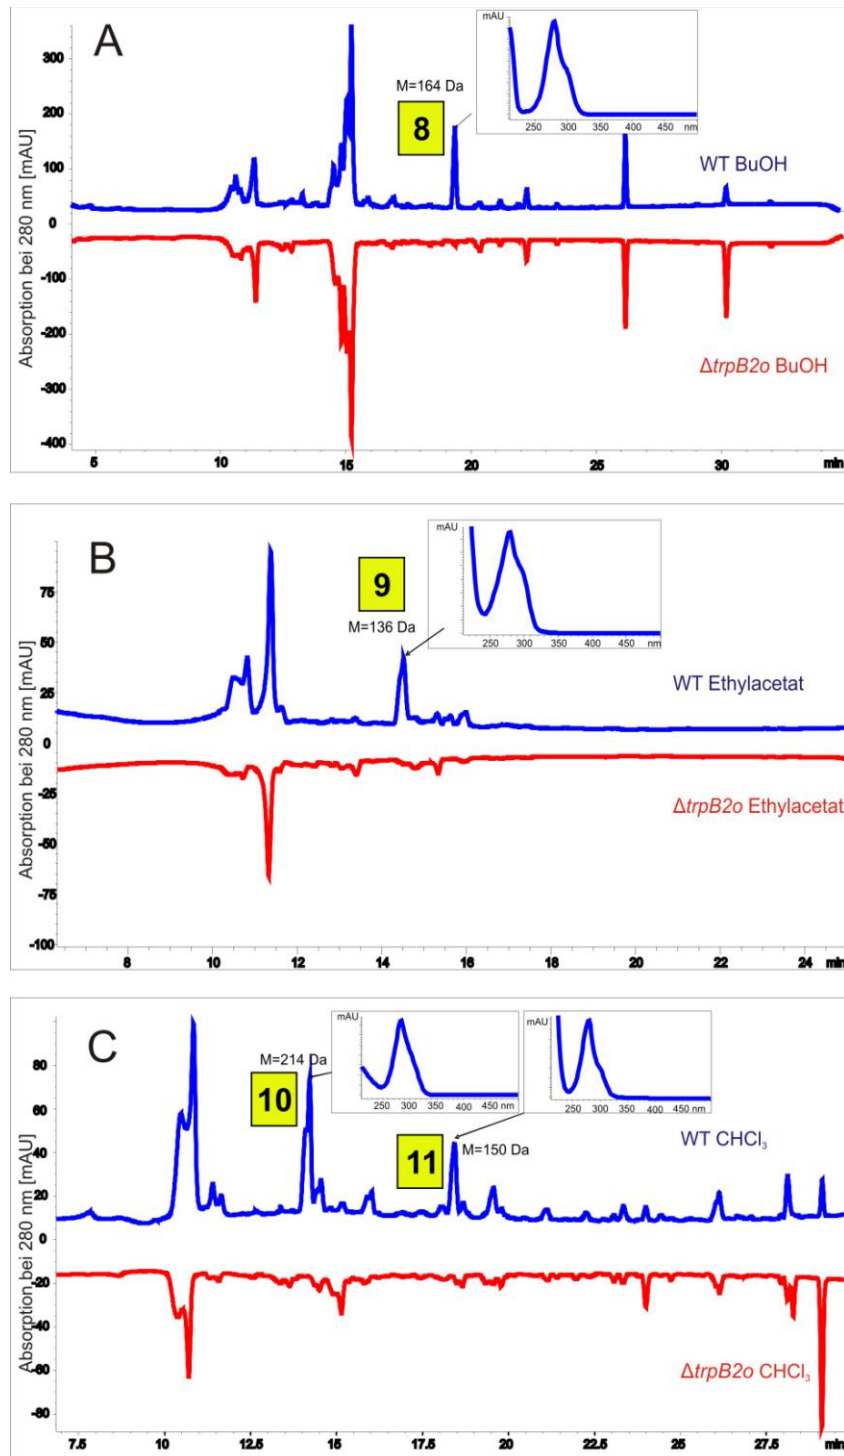 A
Absorption bei 280 nm [mAU]
300
200
100
0
-100
-200
-300
-400
5 10 15 20 25 30 min
M=164 Da
8
mAU
250 300 350 400 450 nm
WT BuOH
ΔtrpB2o BuOH
B
Absorption bei 280 nm [mAU]
75
50
25
0
-25
-50
-75
-100
8 10 12 14 16 18 20 22 24 min
9
M=136 Da
mAU
250 300 350 400 450 nm
WT Ethylacetat
ΔtrpB2o Ethylacetat
C
Absorption bei 280 nm [mAU]
80
60
40
20
0
-20
-40
-60
-80
7.5 10 12.5 15 17.5 20 22.5 25 27.5 min
M=214 Da
10
mAU
250 300 350 400 450 nm
11
M=150 Da
mAU
250 300 350 400 450 nm
WT CHCl₃
ΔtrpB2o CHCl₃